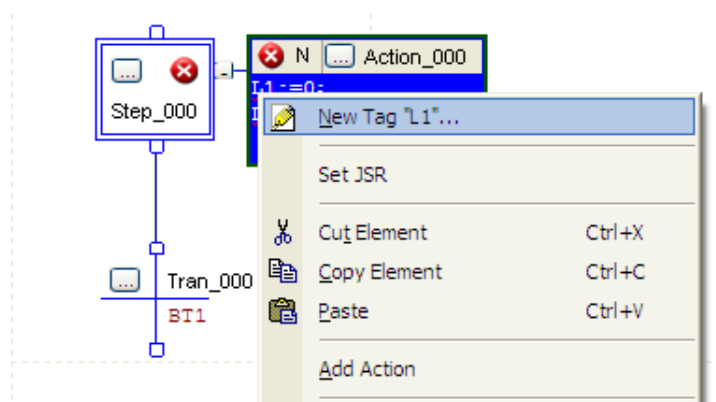 N ... Action_000
L1:=0;
... Step_000
New Tag "L1"...
Set JSR
Cut Element Ctrl+X
Copy Element Ctrl+C
Paste Ctrl+V
Add Action
... Tran_000
BT1